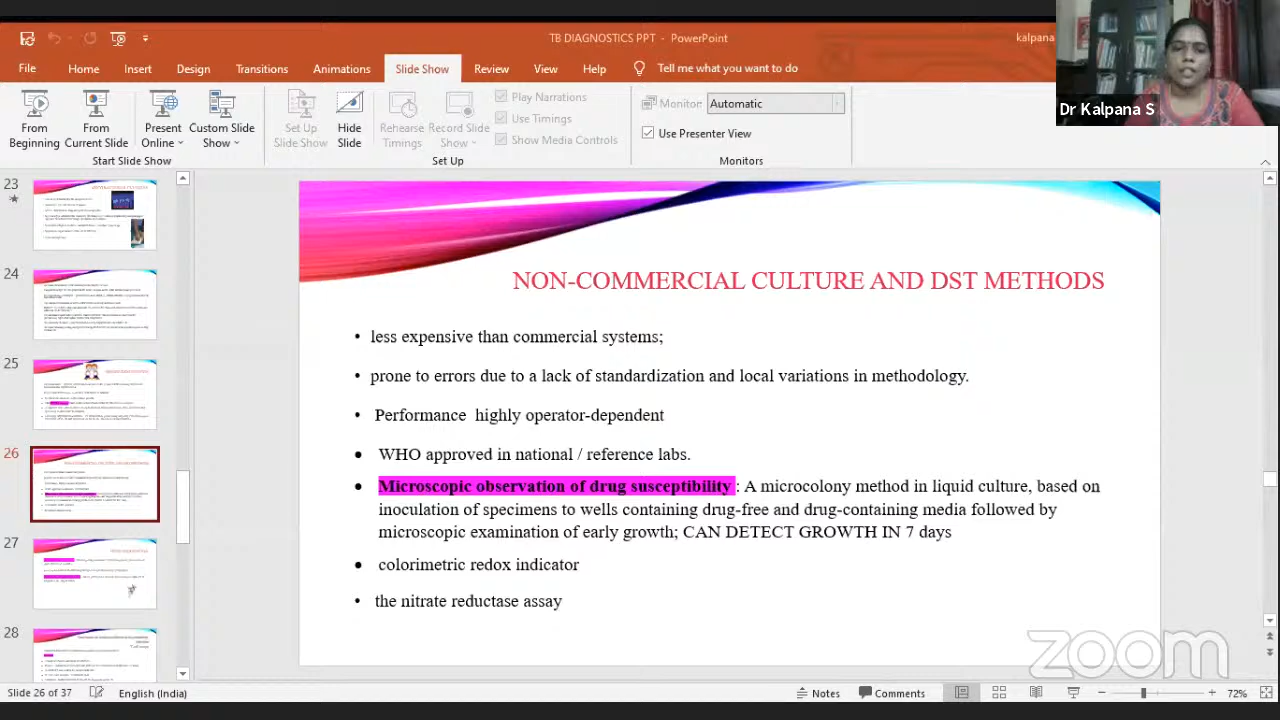 TB DIAGNOSTICS PPT - PowerPoint
kalpana
File Home Insert Design Transitions Animations Slide Show Review View Help Tell me what you want to do
Dr Kalpana S
From Beginning
From Current Slide
Present Online
Custom Slide Show
Start Slide Show
Set Up Slide Show
Hide Slide
Rehearse Timings
Record Slide Show
Play Narrations
Use Timings
Show Media Controls
Set Up
Monitor: Automatic
Use Presenter View
Monitors
23
24
25
26
27
28
NON-COMMERCIAL CULTURE AND DST METHODS
• less expensive than commercial systems;
• prone to errors due to lack of standardization and local variations in methodology.
• Performance highly operator-dependent
• WHO approved in national / reference labs.
• Microscopic observation of drug susceptibility : A microcolony method in liquid culture, based on
inoculation of specimens to wells containing drug-free and drug-containing media followed by
microscopic examination of early growth; CAN DETECT GROWTH IN 7 days
• colorimetric redox indicator
• the nitrate reductase assay
zoom
Slide 26 of 37 English (India) Notes Comments 72%